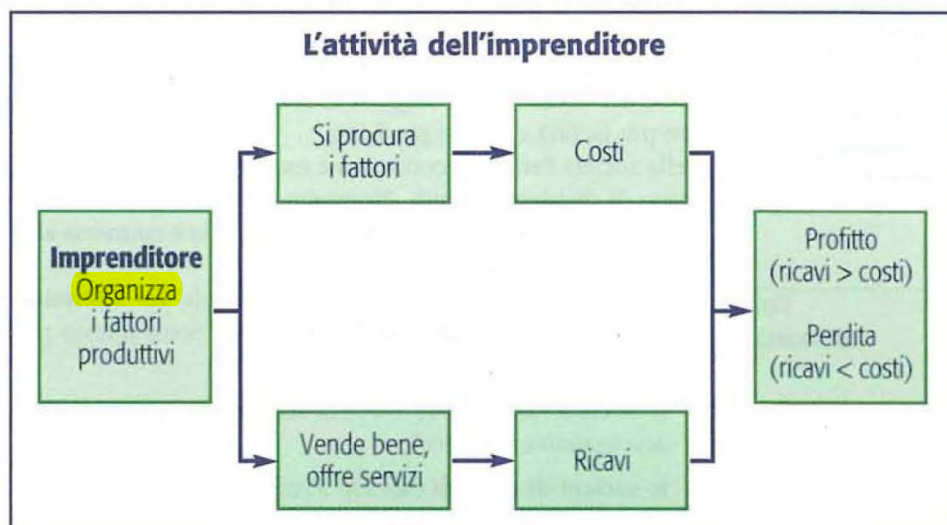 L'attività dell'imprenditore
Si procura
i fattori
Costi
Imprenditore
Organizza
i fattori
produttivi
Profitto
(ricavi > costi)
Perdita
(ricavi < costi)
Vende bene,
offre servizi
Ricavi